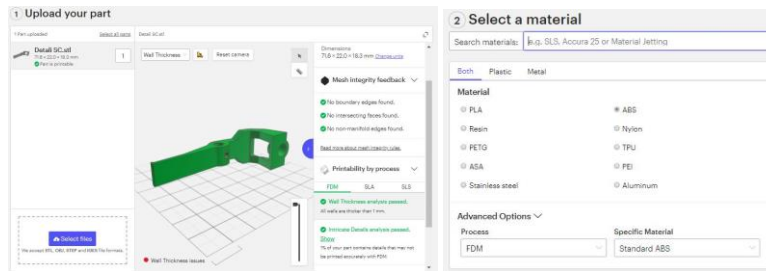 1 Upload your part
1 Part uploaded
Select all parts
Detail SC.stl
71.8 × 22.0 × 18.3 mm
Part is printable
1
Select files
We accept STL, OBJ, STEP and IGES file formats.
Detail SC.stl
Wall Thickness
Reset camera
Wall Thickness issues
Dimensions
71.8 × 22.0 × 18.3 mm Change units
Mesh Integrity feedback
No boundary edges found.
No intersecting faces found.
No non-manifold edges found.
Read more about mesh integrity rules.
Printability by process
FDM SLA SLS
Wall Thickness analysis passed.
All walls are thicker than 1 mm.
Intricate Details analysis passed.
Show
1% of your part contains details that may not
be printed accurately with FDM.
2 Select a material
Search materials:
e.g. SLS, Accura 25 or Material Jetting
Both Plastic Metal
Material
PLA
ABS
Resin
Nylon
PETG
TPU
ASA
PEI
Stainless steel
Aluminum
Advanced Options
Process
Specific Material
FDM
Standard ABS